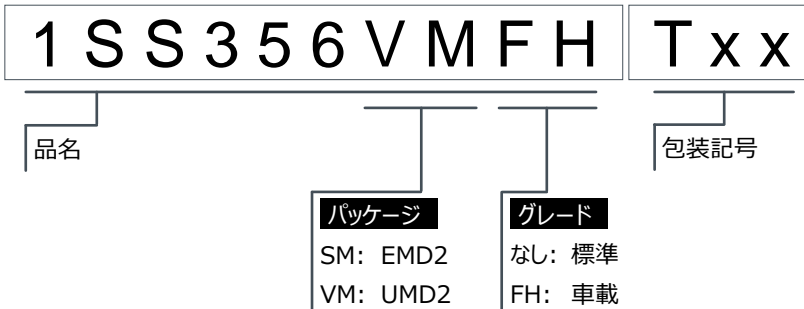 1SS356VMFH Txx
品名
包装記号
パッケージ
SM: EMD2
VM: UMD2
グレード
なし: 標準
FH: 車載